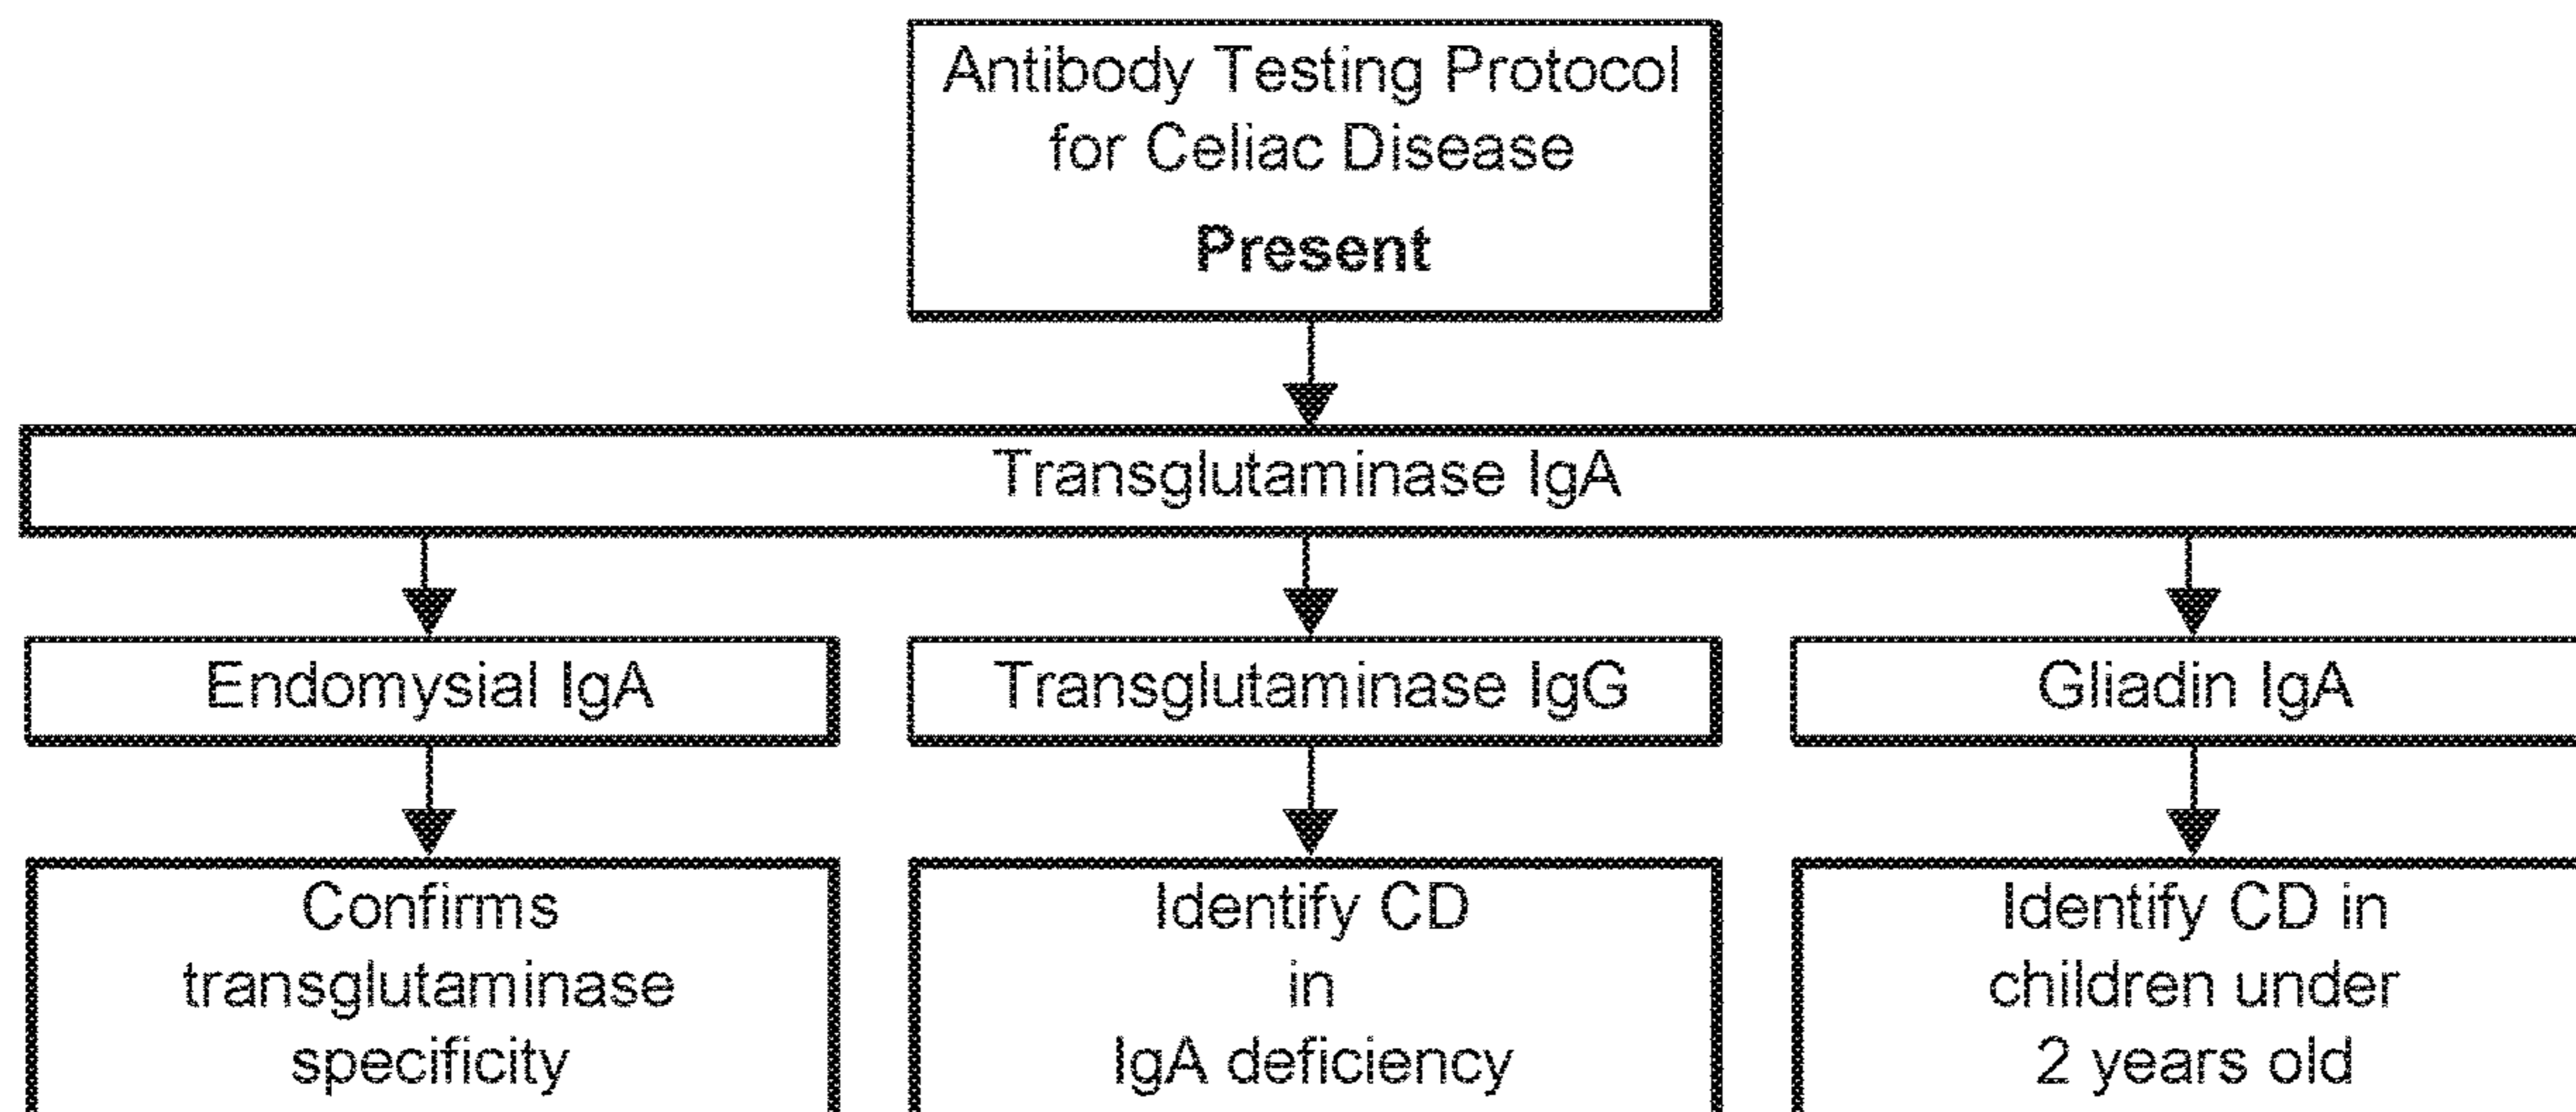 Antibody Testing Protocol
for Celiac Disease
Present
Transglutaminase IgA
Endomysial IgA
Transglutaminase IgG
Gliadin IgA
Confirms
transglutaminase
specificity
Identify CD
in
IgA deficiency
Identify CD in
children under
2 years old